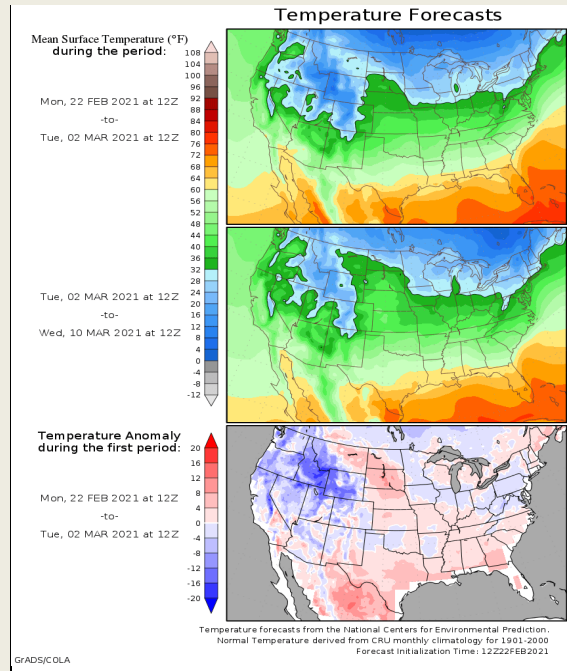 Temperature Forecasts
Mean Surface Temperature (°F)
during the period:
Mon, 22 FEB 2021 at 12Z
-to-
Tue, 02 MAR 2021 at 12Z
108
104
100
96
92
88
84
80
76
72
68
64
60
56
52
48
44
40
36
32
28
24
20
16
12
8
4
0
-4
-8
-12
Tue, 02 MAR 2021 at 12Z
-to-
Wed, 10 MAR 2021 at 12Z
Temperature Anomaly
during the first period:
Mon, 22 FEB 2021 at 12Z
-to-
Tue, 02 MAR 2021 at 12Z
20
16
12
8
4
0
-4
-8
-12
-16
-20
Temperature forecasts from the National Centers for Environmental Prediction.
Normal Temperature derived from CRU monthly climatology for 1901-2000
Forecast Initialization Time: 12Z22FEB2021
GrADS/COLA